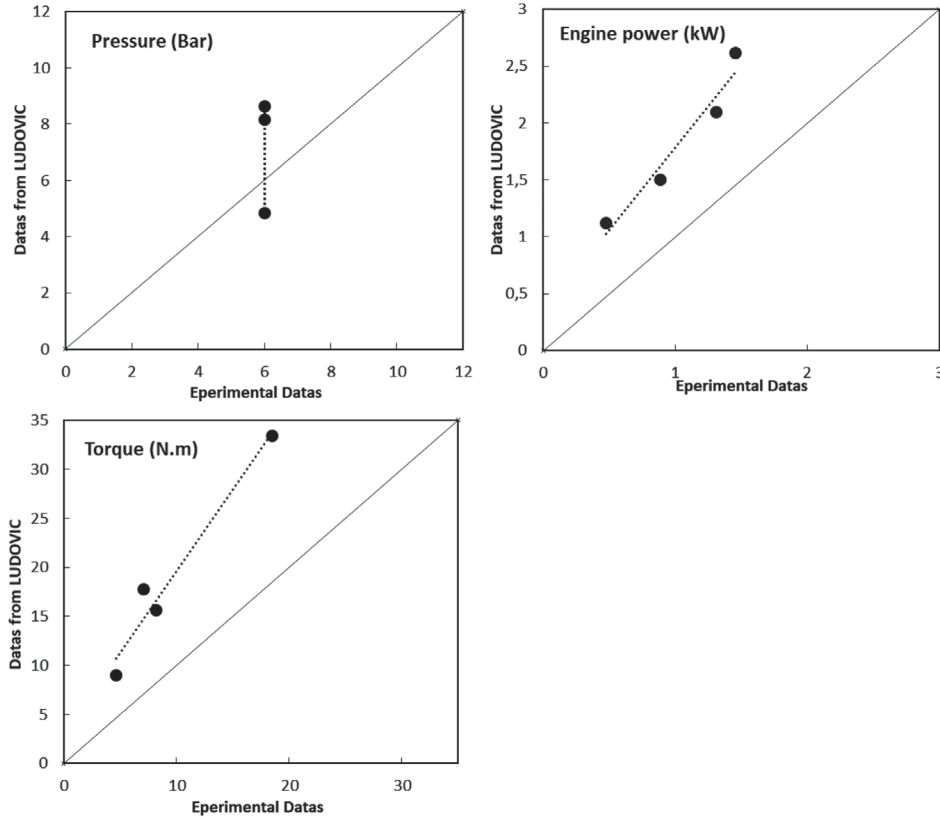 Pressure (Bar)
Datas from LUDOVIC
12
10
8
6
4
2
0
0 2 4 6 8 10 12
Eperimental Datas
Engine power (kW)
Datas from LUDOVIC
3
2,5
2
1,5
1
0,5
0
0 1 2 3
Eperimental Datas
Torque (N.m)
Datas from LUDOVIC
35
30
25
20
15
10
5
0
0 10 20 30
Eperimental Datas